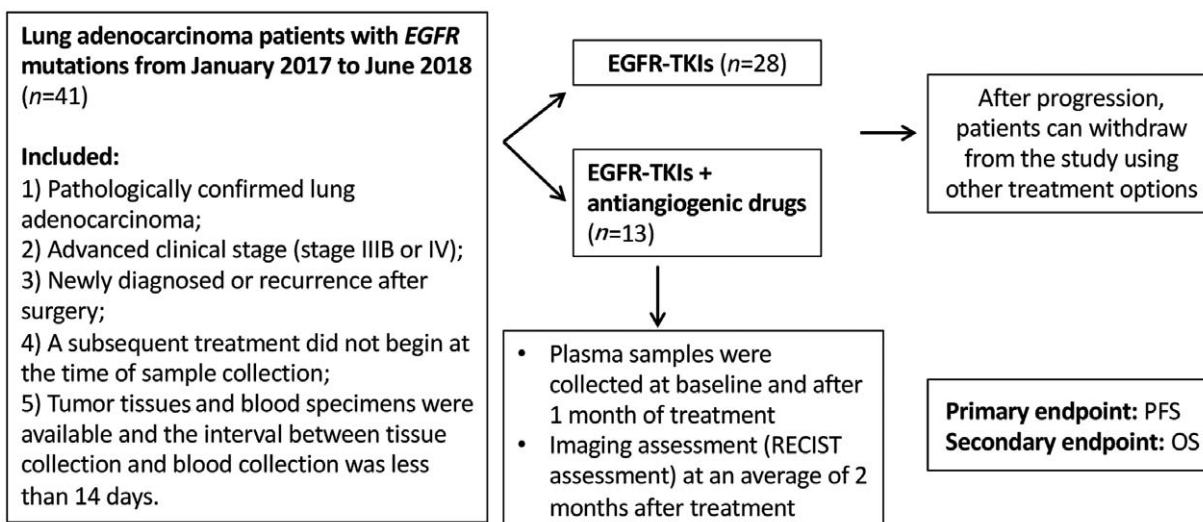 Lung adenocarcinoma patients with EGFR
mutations from January 2017 to June 2018
(n=41)
Included:
1) Pathologically confirmed lung
adenocarcinoma;
2) Advanced clinical stage (stage IIIB or IV);
3) Newly diagnosed or recurrence after
surgery;
4) A subsequent treatment did not begin at
the time of sample collection;
5) Tumor tissues and blood specimens were
available and the interval between tissue
collection and blood collection was less
than 14 days.
EGFR-TKIs (n=28)
EGFR-TKIs +
antiangiogenic drugs
(n=13)
After progression,
patients can withdraw
from the study using
other treatment options
• Plasma samples were
collected at baseline and after
1 month of treatment
• Imaging assessment (RECIST
assessment) at an average of 2
months after treatment
Primary endpoint: PFS
Secondary endpoint: OS